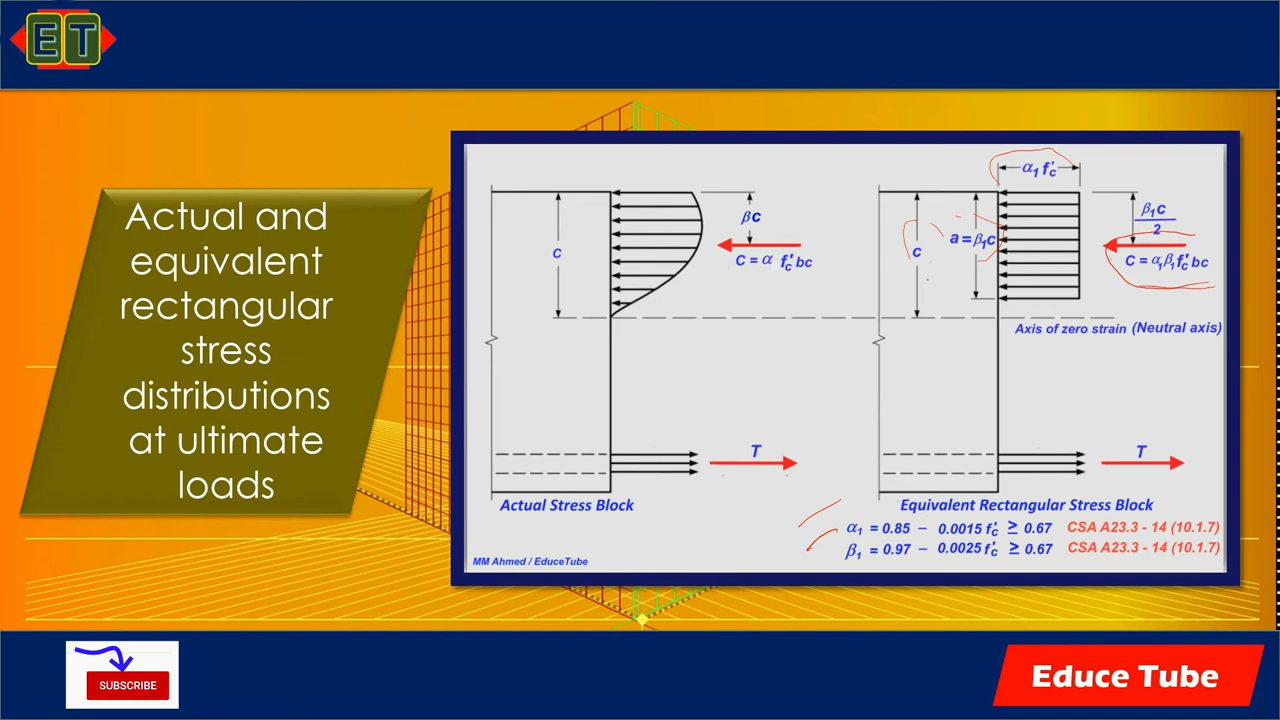 ET
Actual and
equivalent
rectangular
stress
distributions
at ultimate
loads
c
βc
C = α f'c bc
T
Actual Stress Block
α₁ f'c
c
a = β₁c
β₁c
2
C = α₁β₁f'c bc
Axis of zero strain (Neutral axis)
T
Equivalent Rectangular Stress Block
α₁ = 0.85 − 0.0015 f'c ≥ 0.67 CSA A23.3 - 14 (10.1.7)
β₁ = 0.97 − 0.0025 f'c ≥ 0.67 CSA A23.3 - 14 (10.1.7)
MM Ahmed / EduceTube
SUBSCRIBE
Educe Tube